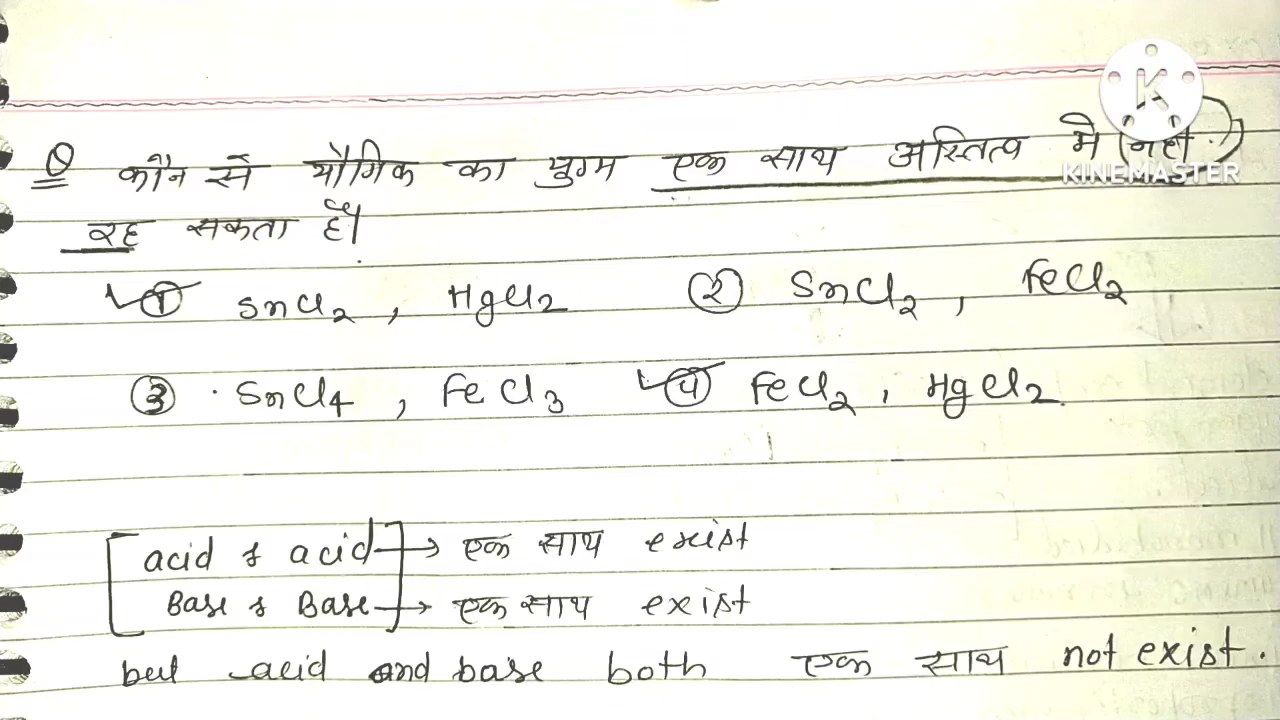 Q कौन से यौगिक का युग्म एक साथ अस्तित्व में (नही)
रह सकता है।
K
KINEMASTER
① SnCl2 , HgCl2 ② SnCl2 , FeCl2
③ SnCl4 , FeCl3 ④ FeCl2 , HgCl2
acid & acid → एक साथ exist
Base & Base → एक साथ exist
but acid and base both एक साथ not exist.